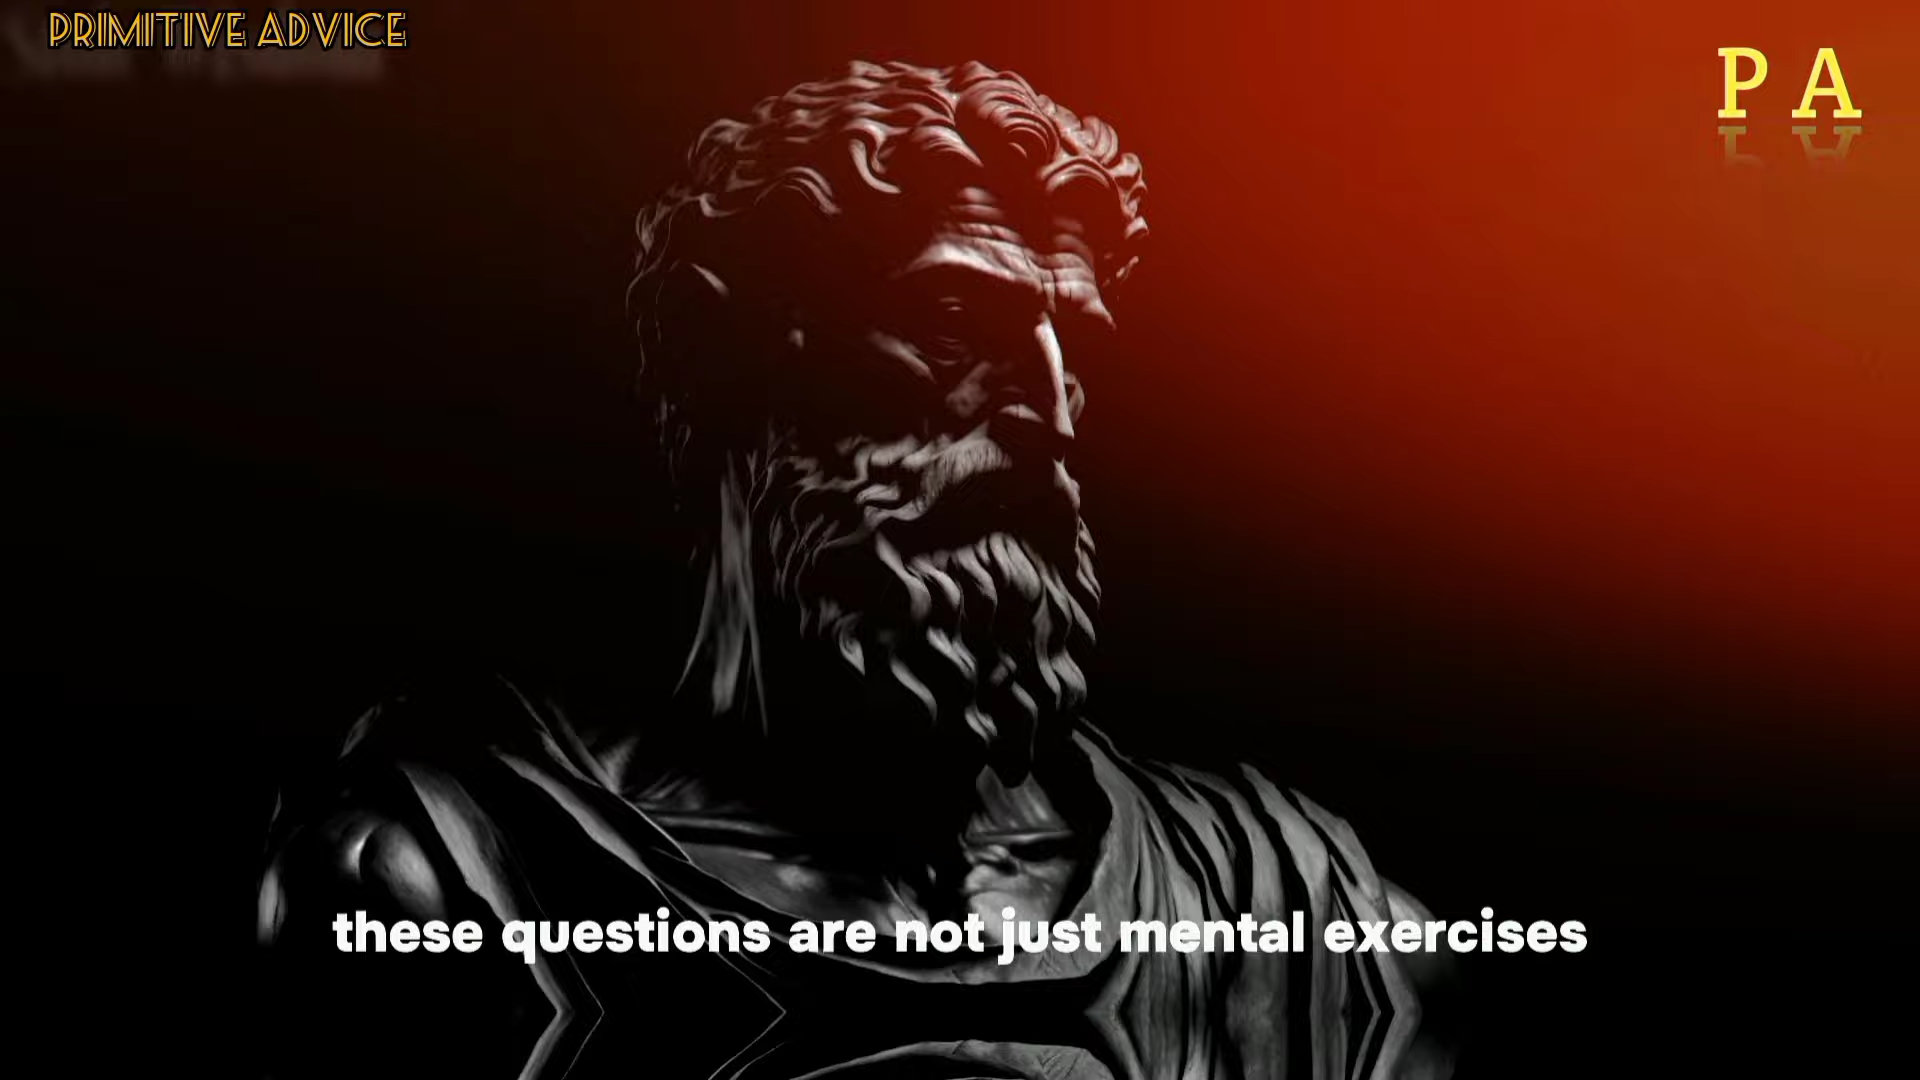 PRIMITIVE ADVICE
P A
these questions are not just mental exercises